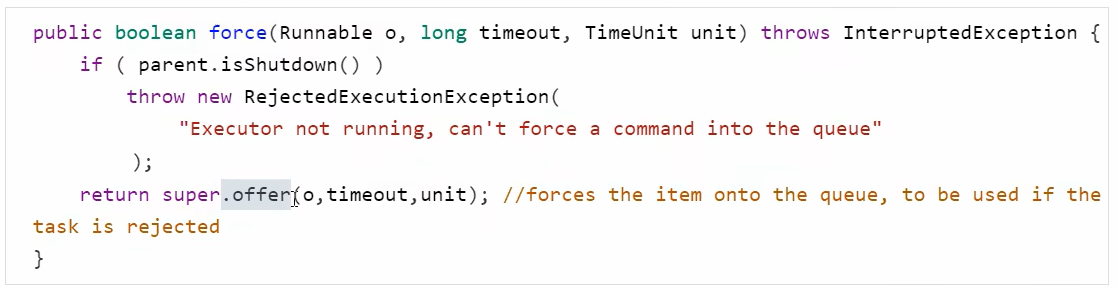 public boolean force(Runnable o, long timeout, TimeUnit unit) throws InterruptedException {
if ( parent.isShutdown() )
throw new RejectedExecutionException(
"Executor not running, can't force a command into the queue"
);
return super.offer(o,timeout,unit); //forces the item onto the queue, to be used if the
task is rejected
}